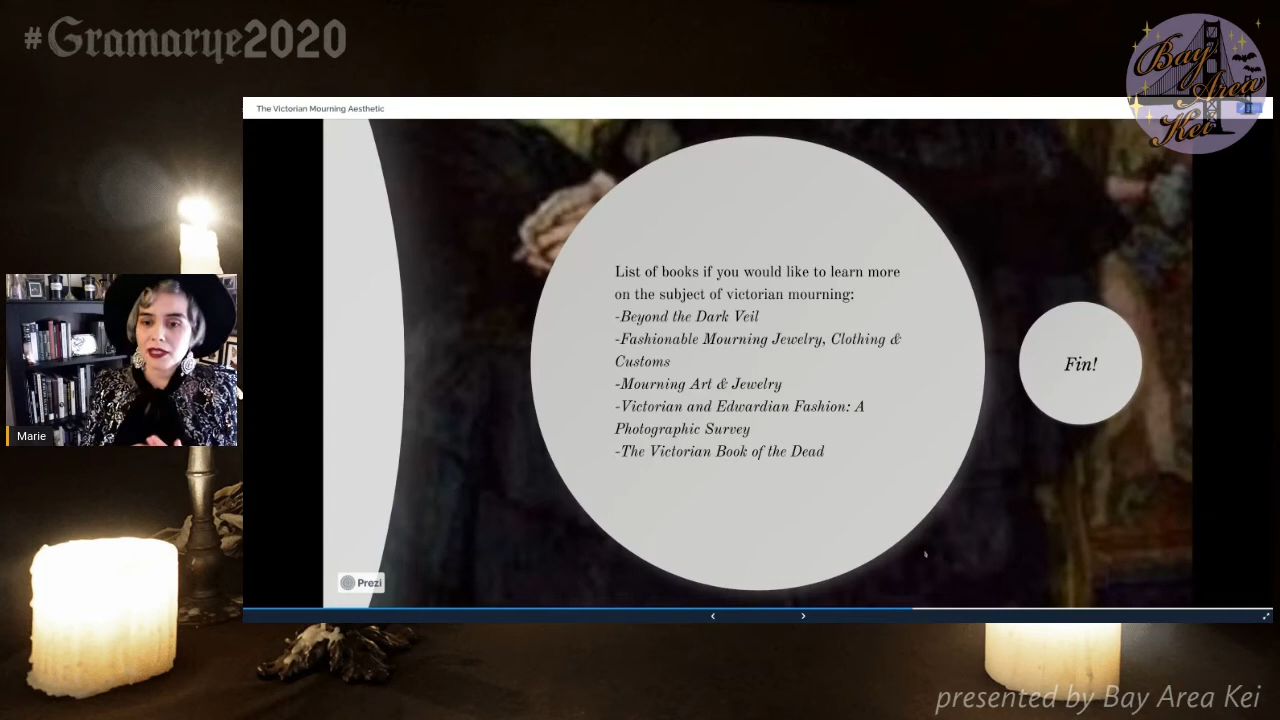 #Gramarye2020
Bay
Area
Kei
The Victorian Mourning Aesthetic
List of books if you would like to learn more
on the subject of victorian mourning:
-Beyond the Dark Veil
-Fashionable Mourning Jewelry, Clothing &
Customs
-Mourning Art & Jewelry
-Victorian and Edwardian Fashion: A
Photographic Survey
-The Victorian Book of the Dead
Fin!
Marie
Prezi
presented by Bay Area Kei